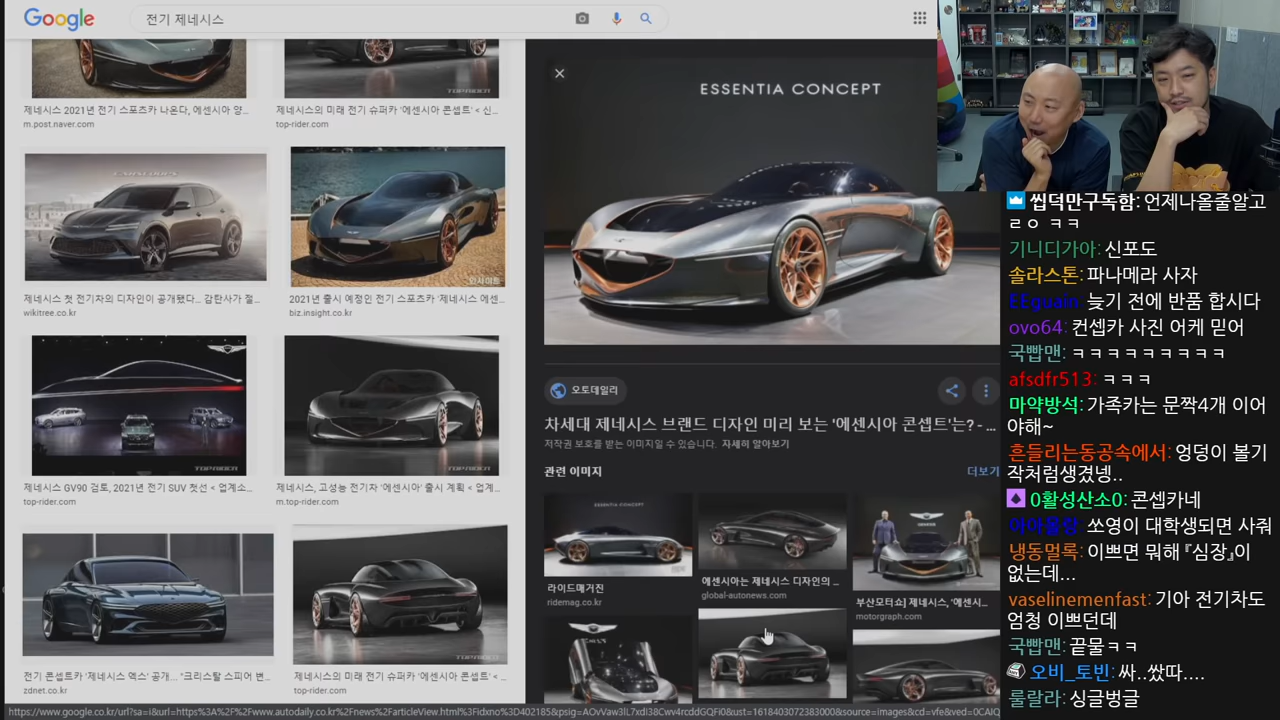 Google
전기 제네시스
제네시스 2021년 전기 스포츠카 나온다, 에센시아 양...
m.post.naver.com
제네시스의 미래 전기 슈퍼카 '에센시아 콘셉트' < 신...
top-rider.com
제네시스 첫 전기차의 디자인이 공개됐다... 감탄사가 절...
wikitree.co.kr
인사이트
2021년 출시 예정인 전기 스포츠카 '제네시스 에센...
biz.insight.co.kr
TOPRIDER
제네시스 GV90 검토, 2021년 전기 SUV 첫선 < 업계소...
top-rider.com
TOPRIDER
제네시스, 고성능 전기차 '에센시아' 출시 계획 < 업계...
m.top-rider.com
전기 콘셉트카 '제네시스 엑스' 공개... "크리스탈 스피어 변...
zdnet.co.kr
TOPRIDER
제네시스의 미래 전기 슈퍼카 '에센시아 콘셉트' < ...
top-rider.com
ESSENTIA CONCEPT
오토데일리
차세대 제네시스 브랜드 디자인 미리 보는 '에센시아 콘셉트'는? - ...
저작권 보호를 받는 이미지일 수 있습니다. 자세히 알아보기
관련 이미지
더보기
ESSENTIA CONCEPT
라이드매거진
ridemag.co.kr
에센시아는 제네시스 디자인의 ...
global-autonews.com
부산모터쇼] 제네시스, '에센시...
motorgraph.com
씹덕만구독함: 언제나올줄알고
ㄹㅇ ㅋㅋ
기니디가아: 신포도
솔라스톤: 파나메라 사자
EEguain: 늦기 전에 반품 합시다
ovo64: 컨셉카 사진 어케 믿어
국빱맨: ㅋㅋㅋㅋㅋㅋㅋㅋㅋ
afsdfr513: ㅋㅋㅋ
마약방석: 가족카는 문짝4개 이어
야해~
흔들리는동공속에서: 엉덩이 볼기
작처럼생겼넹..
0활성산소0: 콘셉카네
아아올랑: 쏘영이 대학생되면 사줘
냉동멀록: 이쁘면 뭐해 『심장』이
없는데...
vaselinemenfast: 기아 전기차도
엄청 이쁘던데
국빱맨: 끝물ㅋㅋ
오비_토빈: 싸..쌌따....
룰랄라: 싱글벙글